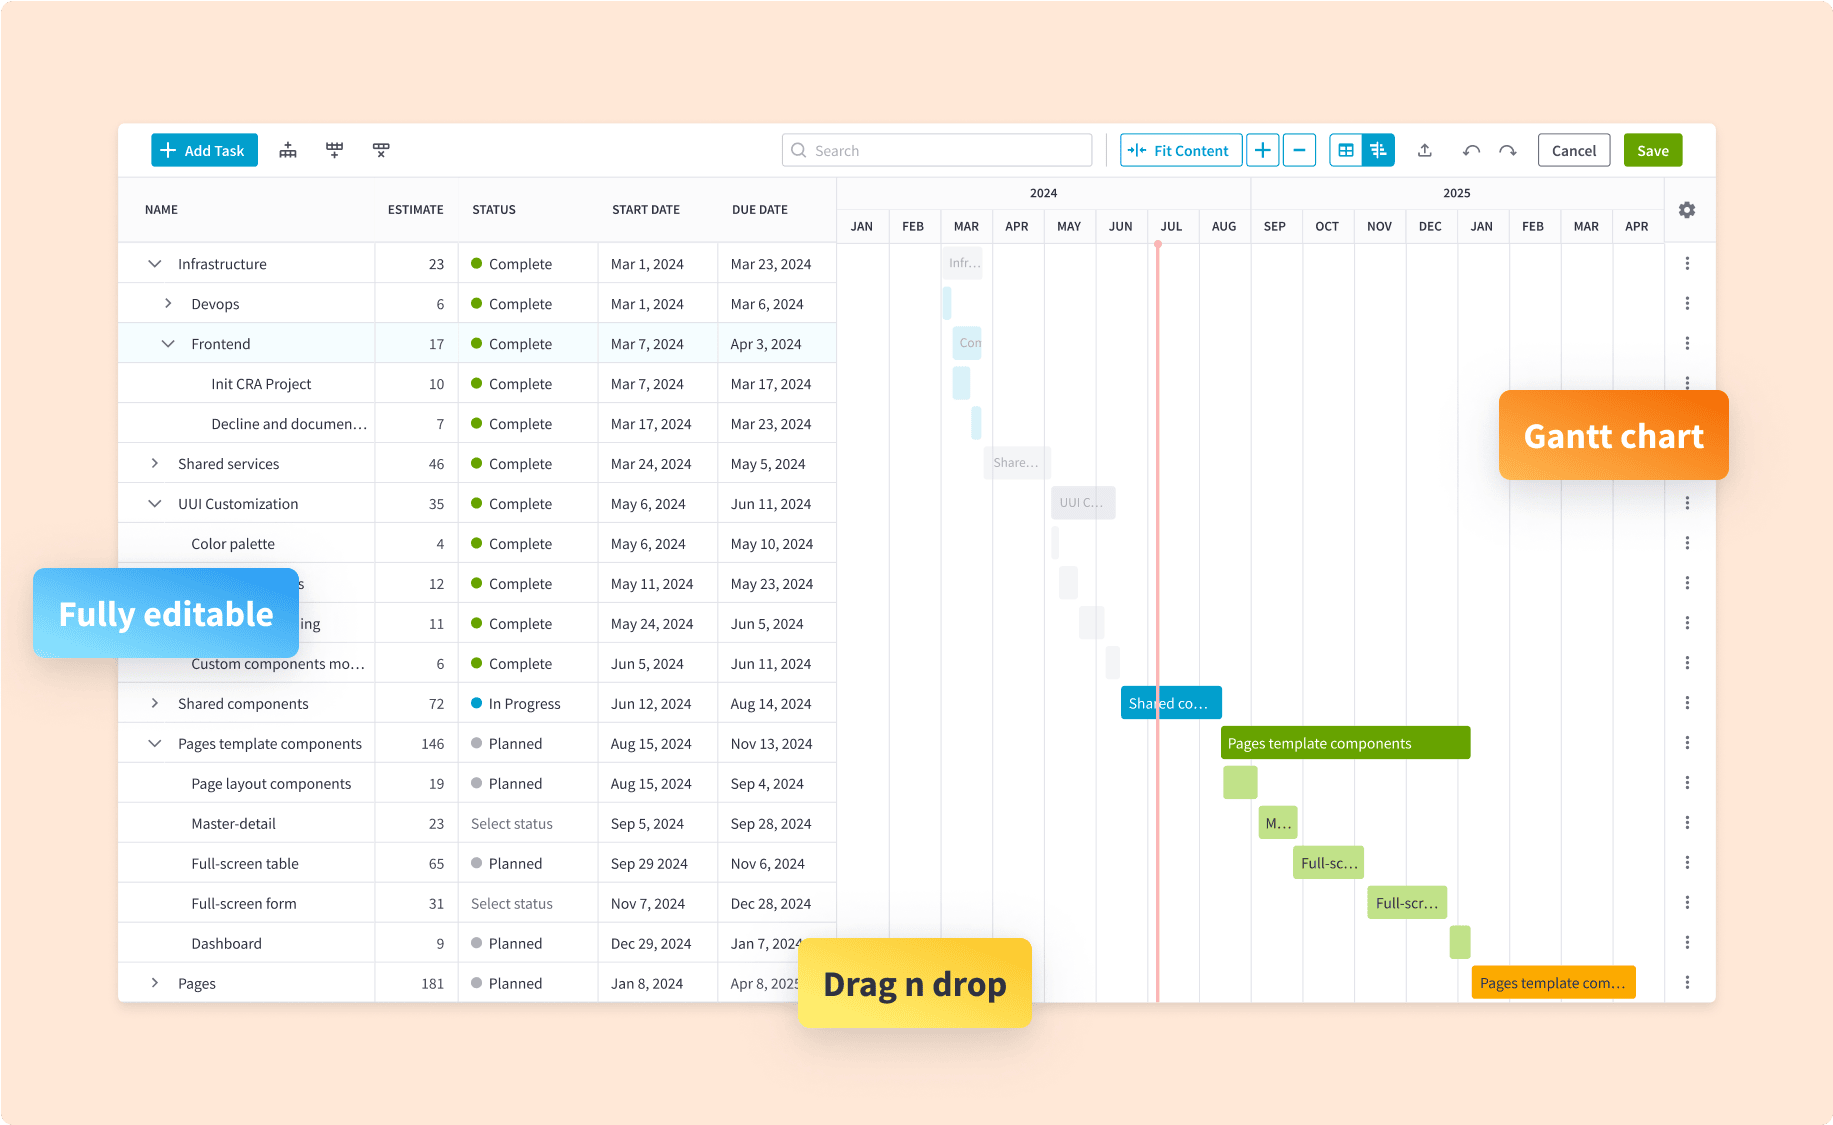 Add Task
Search
Fit Content
Cancel
Save
NAME ESTIMATE STATUS START DATE DUE DATE
2024 2025
JAN FEB MAR APR MAY JUN JUL AUG SEP OCT NOV DEC JAN FEB MAR APR
Infrastructure 23 Complete Mar 1, 2024 Mar 23, 2024 Infr...
Devops 6 Complete Mar 1, 2024 Mar 6, 2024
Frontend 17 Complete Mar 7, 2024 Apr 3, 2024 Com
Init CRA Project 10 Complete Mar 7, 2024 Mar 17, 2024
Decline and documen... 7 Complete Mar 17, 2024 Mar 23, 2024
Gantt chart
Shared services 46 Complete Mar 24, 2024 May 5, 2024 Share...
UUI Customization 35 Complete May 6, 2024 Jun 11, 2024 UUI C...
Color palette 4 Complete May 6, 2024 May 10, 2024
s 12 Complete May 11, 2024 May 23, 2024
Fully editable
ing 11 Complete May 24, 2024 Jun 5, 2024
Custom components mo... 6 Complete Jun 5, 2024 Jun 11, 2024
Shared components 72 In Progress Jun 12, 2024 Aug 14, 2024 Shared co...
Pages template components 146 Planned Aug 15, 2024 Nov 13, 2024 Pages template components
Page layout components 19 Planned Aug 15, 2024 Sep 4, 2024
Master-detail 23 Select status Sep 5, 2024 Sep 28, 2024 M...
Full-screen table 65 Planned Sep 29 2024 Nov 6, 2024 Full-sc...
Full-screen form 31 Select status Nov 7, 2024 Dec 28, 2024 Full-scr...
Dashboard 9 Planned Dec 29, 2024 Jan 7, 2024
Drag n drop
Pages 181 Planned Jan 8, 2024 Apr 8, 2025 Pages template com...